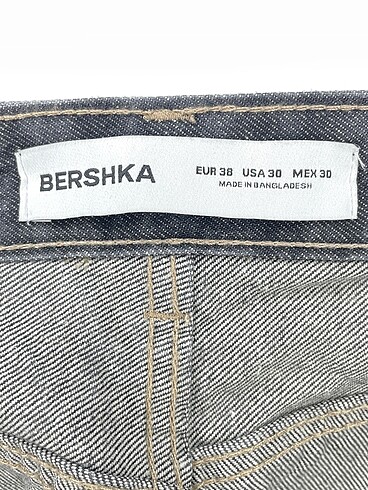 BERSHKA
EUR 38 USA 30 MEX 30
MADE IN BANGLADESH